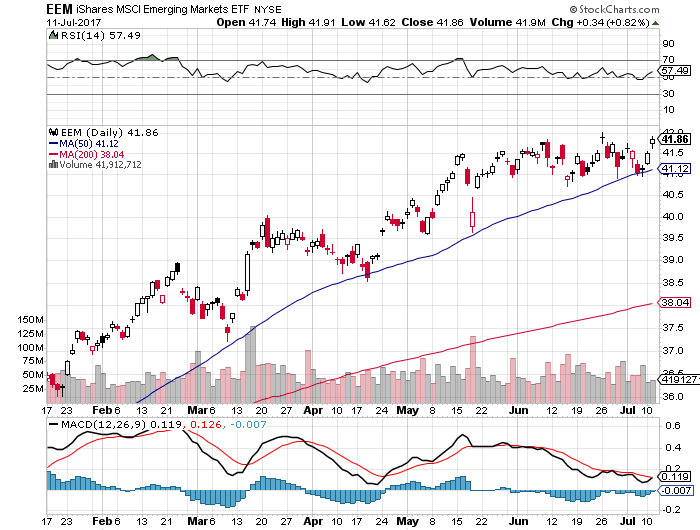 EEM iShares MSCI Emerging Markets ETF NYSE © StockCharts.com
11-Jul-2017 Open 41.74 High 41.91 Low 41.62 Close 41.86 Volume 41.9M Chg +0.34 (+0.82%)
RSI(14) 57.49
90
70
57.49
50
30
10
EEM (Daily) 41.86
MA(50) 41.12
MA(200) 38.04
Volume 41,912,712
42.0
41.86
41.5
41.12
41.0
40.5
40.0
39.5
39.0
38.5
38.04
37.5
37.0
36.5
36.0
150M
125M
100M
75M
50M
25M
419127
17 23 Feb 6 13 21 Mar 6 13 20 27 Apr 10 17 24 May 8 15 22 Jun 12 19 26 Jul 10
MACD(12,26,9) 0.119, 0.126, -0.007
0.6
0.4
0.2
0.119
-0.007
-0.2
17 23 Feb 6 13 21 Mar 6 13 20 27 Apr 10 17 24 May 8 15 22 Jun 12 19 26 Jul 10